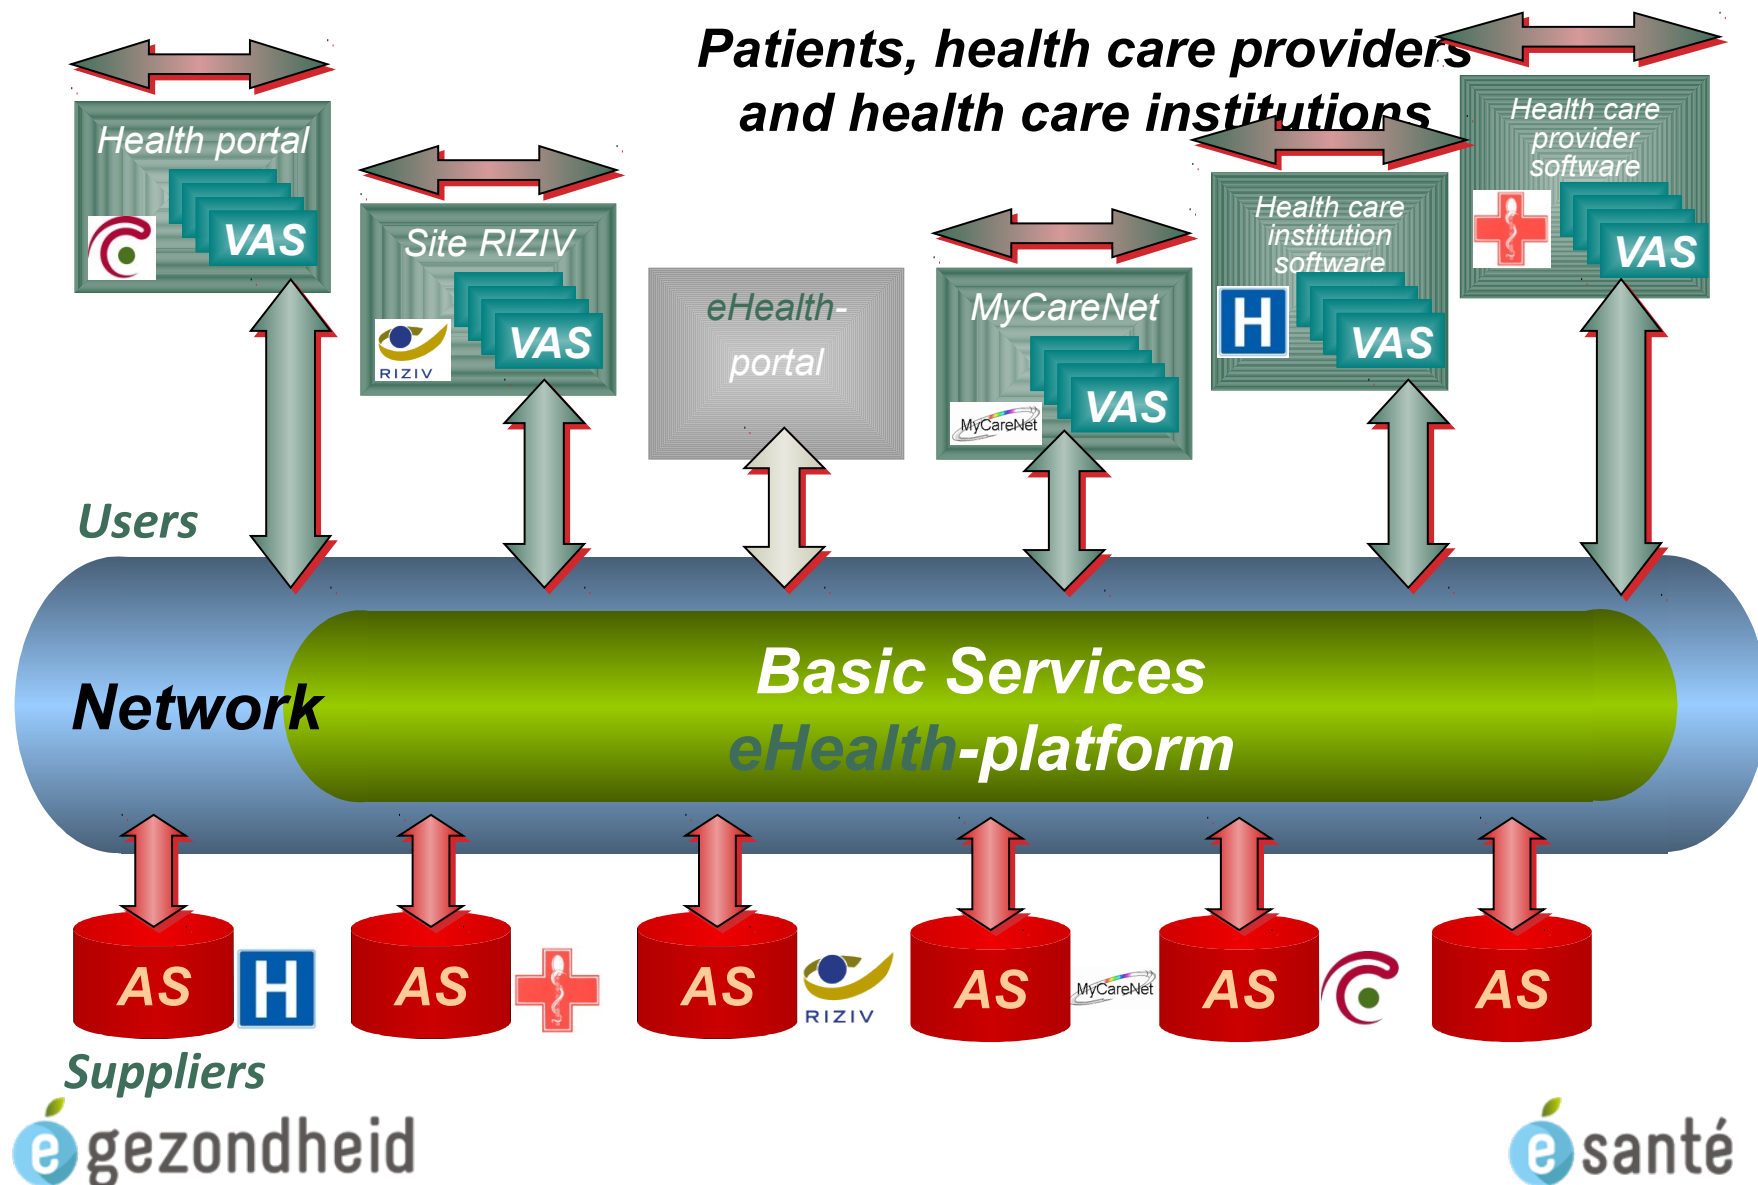 Patients, health care providers
and health care institutions
Health portal
VAS
Site RIZIV
RIZIV
VAS
eHealth-
portal
MyCareNet
MyCareNet
VAS
Health care
institution
software
H
VAS
Health care
provider
software
VAS
Users
Network
Basic Services
eHealth-platform
AS
H
AS
AS
RIZIV
AS
MyCareNet
AS
AS
Suppliers
é gezondheid
é santé